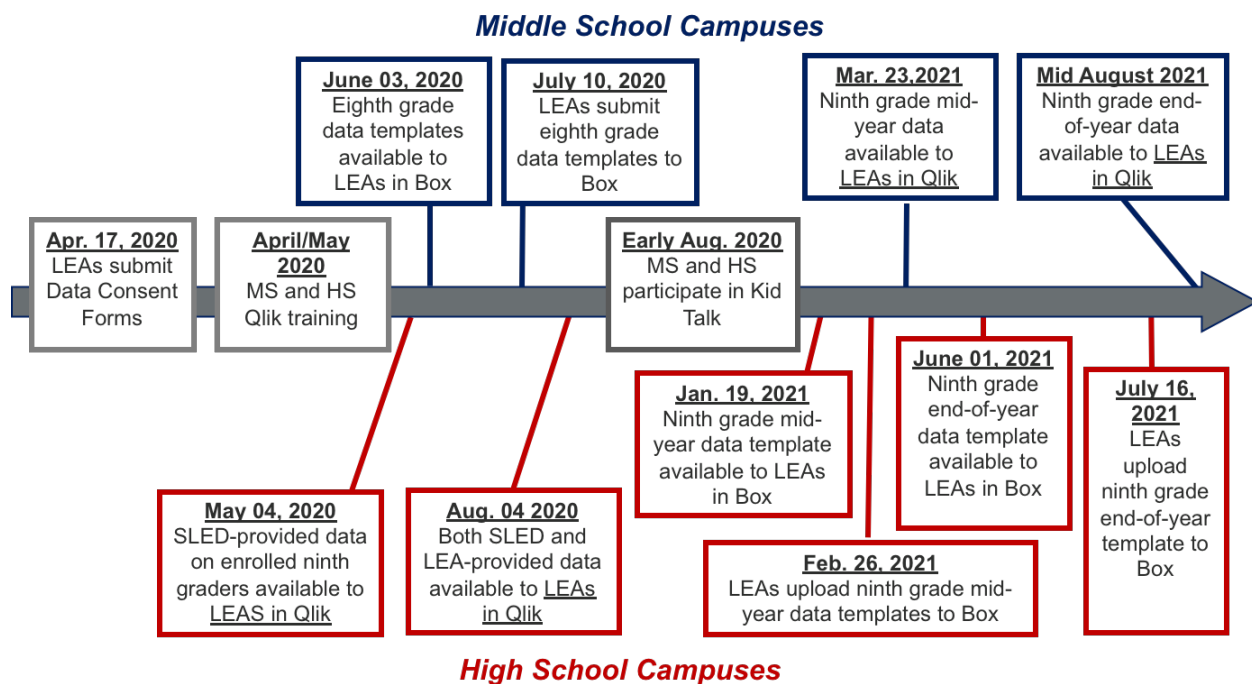 Middle School Campuses
June 03, 2020
Eighth grade
data templates
available to
LEAs in Box
July 10, 2020
LEAs submit
eighth grade
data templates to
Box
Mar. 23,2021
Ninth grade mid-
year data
available to
LEAs in Qlik
Mid August 2021
Ninth grade end-
of-year data
available to LEAs
in Qlik
Apr. 17, 2020
LEAs submit
Data Consent
Forms
April/May
2020
MS and HS
Qlik training
Early Aug. 2020
MS and HS
participate in Kid
Talk
May 04, 2020
SLED-provided data
on enrolled ninth
graders available to
LEAS in Qlik
Aug. 04 2020
Both SLED and
LEA-provided data
available to LEAs
in Qlik
Jan. 19, 2021
Ninth grade mid-
year data template
available to LEAs
in Box
Feb. 26, 2021
LEAs upload ninth grade mid-
year data templates to Box
June 01, 2021
Ninth grade
end-of-year
data template
available to
LEAs in Box
July 16,
2021
LEAs
upload
ninth grade
end-of-year
template to
Box
High School Campuses